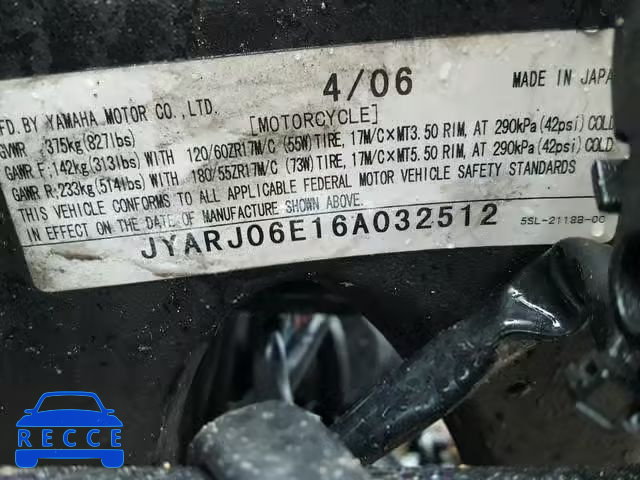 4/06 MADE IN JAPA
FD. BY YAMAHA MOTOR CO., LTD.
[MOTORCYCLE]
GVWR 375kg (827lbs)
GAWR F: 142kg (313lbs) WITH 120/60ZR17M/C (55W) TIRE, 17M/C×MT3.50 RIM, AT 290kPa (42psi) COLD
GAWR R: 233kg (514lbs) WITH 180/55ZR17M/C (73W) TIRE, 17M/C×MT5.50 RIM, AT 290kPa (42psi) COLD
THIS VEHICLE CONFORMS TO ALL APPLICABLE FEDERAL MOTOR VEHICLE SAFETY STANDARDS
IN EFFECT ON THE DATE OF MANUFACTURE SHOWN ABOVE.
JYARJ06E16A032512
5SL-2118B-00
RECCE